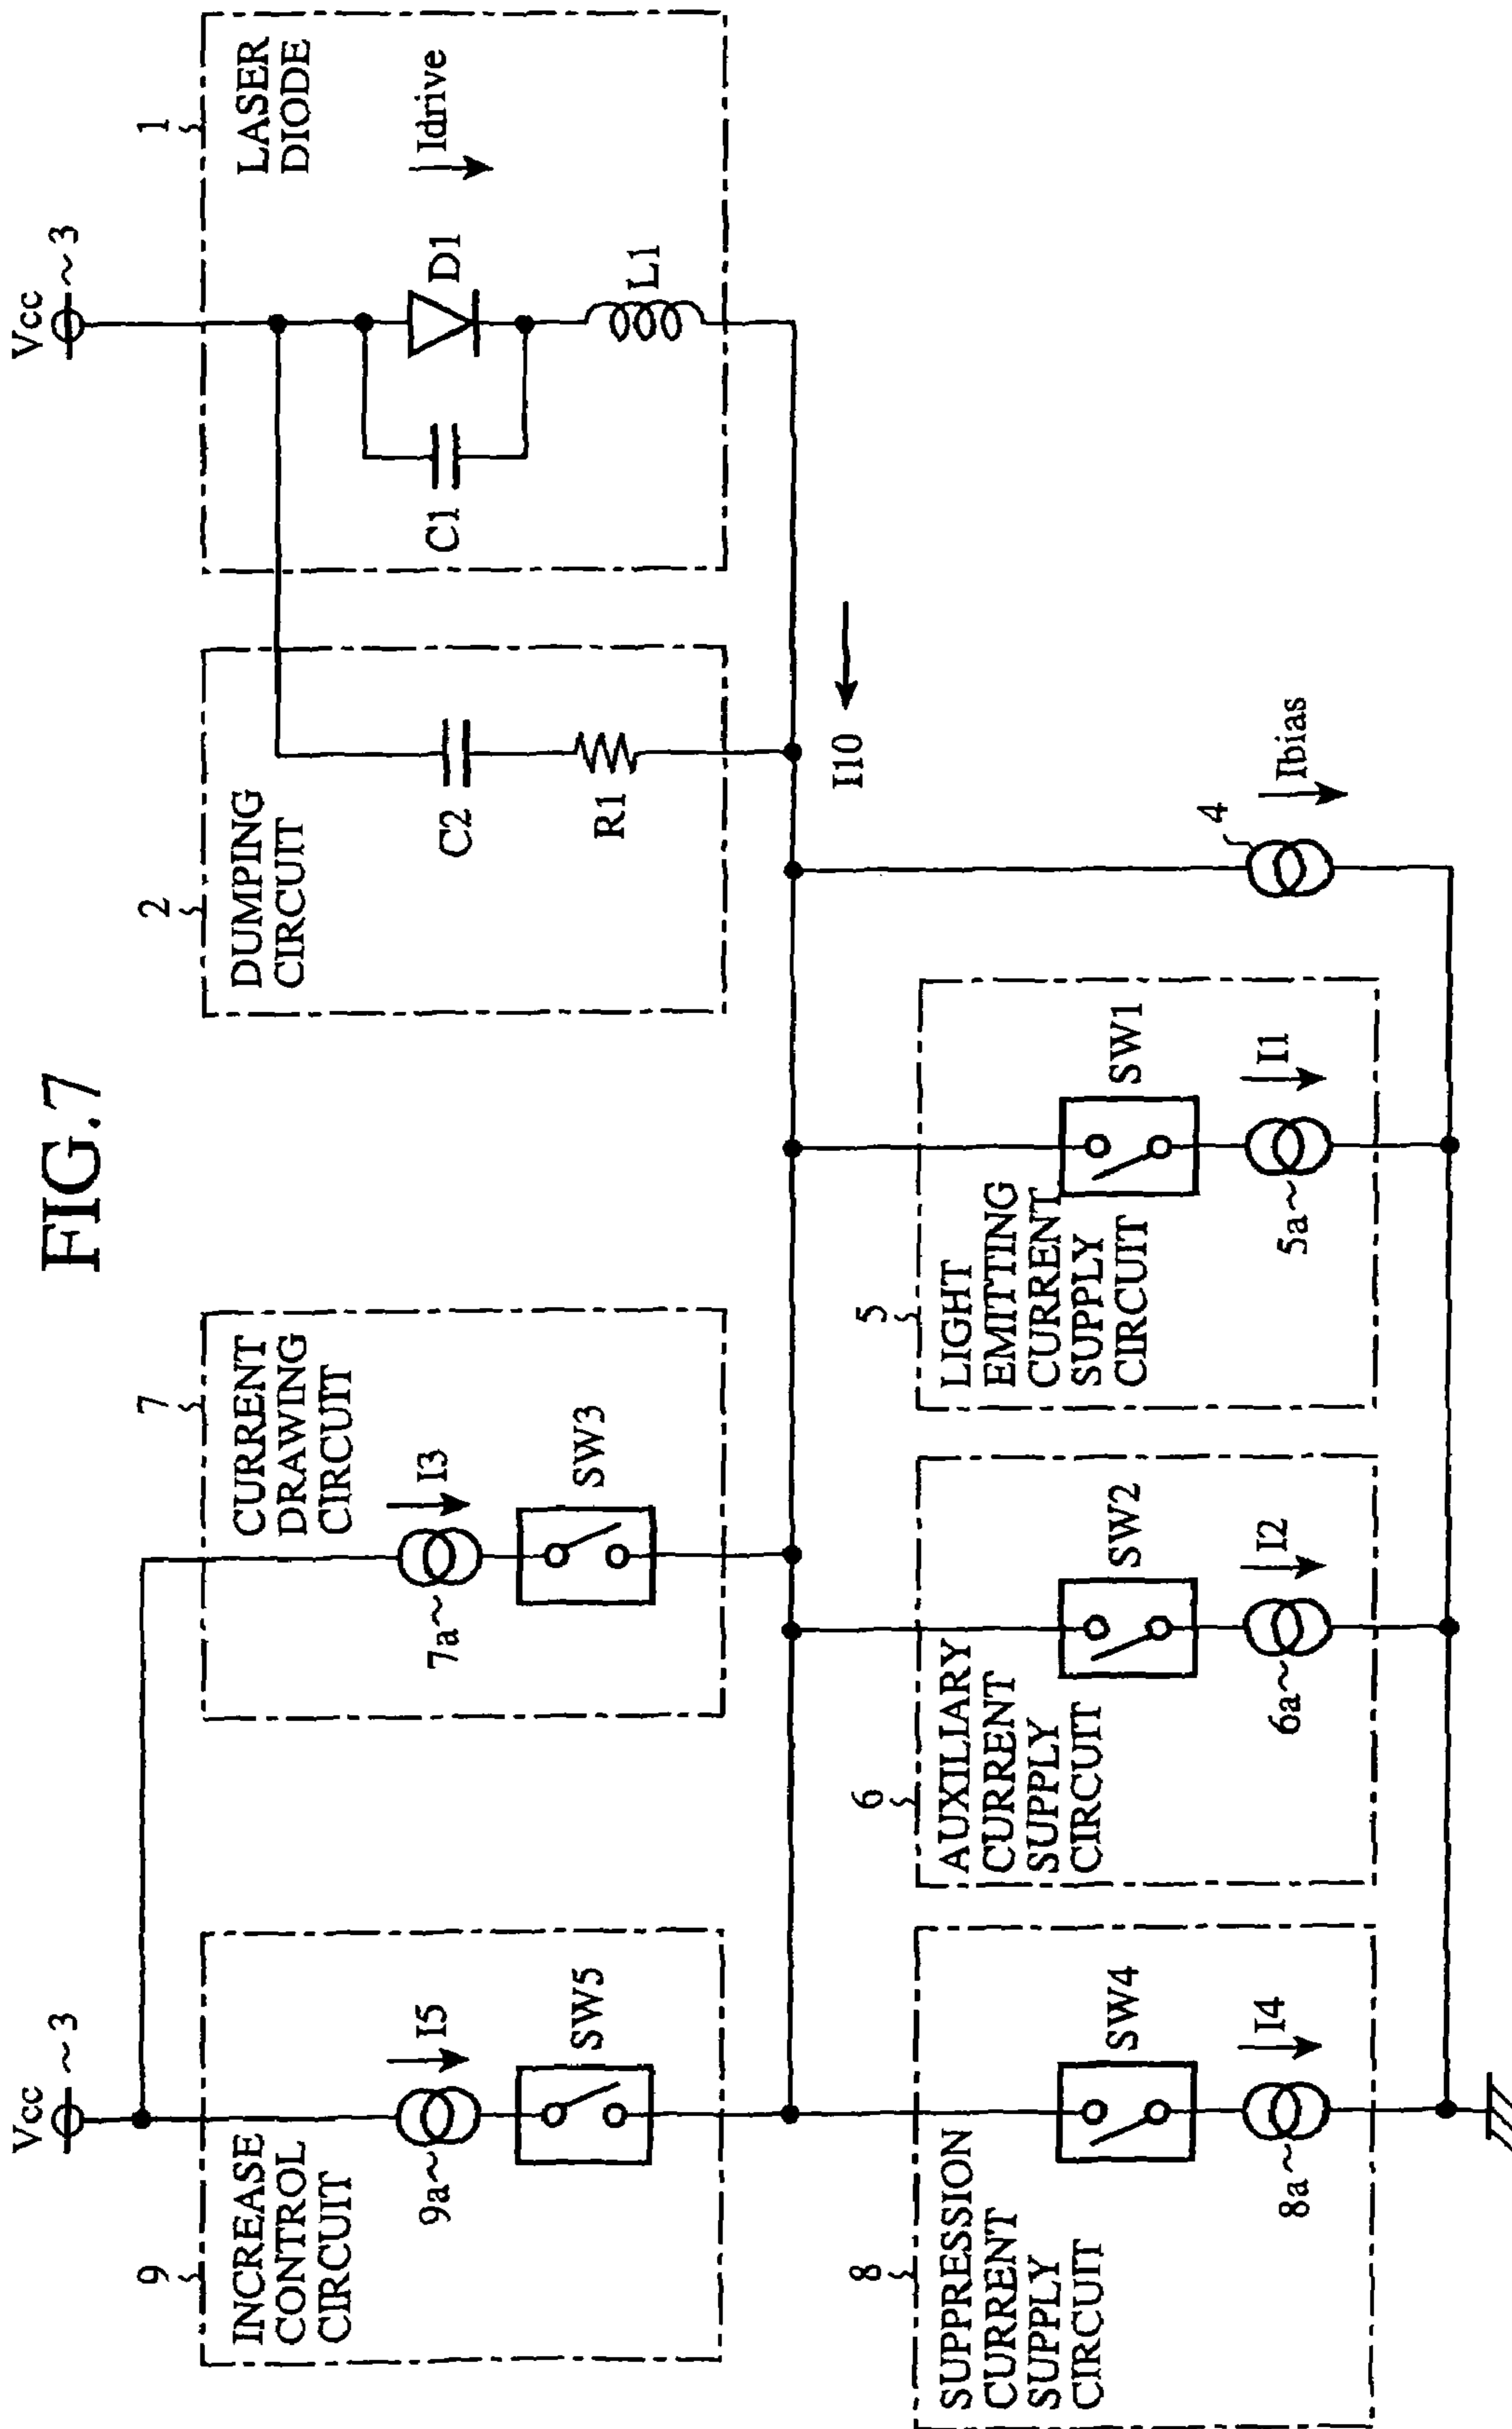 FIG.7
Vcc
~3
9
INCREASE
CONTROL
CIRCUIT
9a~
I5
SW5
7
CURRENT
DRAWING
CIRCUIT
7a~
I3
SW3
2
DUMPING
CIRCUIT
C2
R1
Vcc
~3
1
LASER
DIODE
C1
D1
Idrive
L1
I10
8
SUPPRESSION
CURRENT
SUPPLY
CIRCUIT
SW4
8a~
I4
6
AUXILIARY
CURRENT
SUPPLY
CIRCUIT
SW2
6a~
I2
5
LIGHT
EMITTING
CURRENT
SUPPLY
CIRCUIT
SW1
5a~
I1
4
Ibias